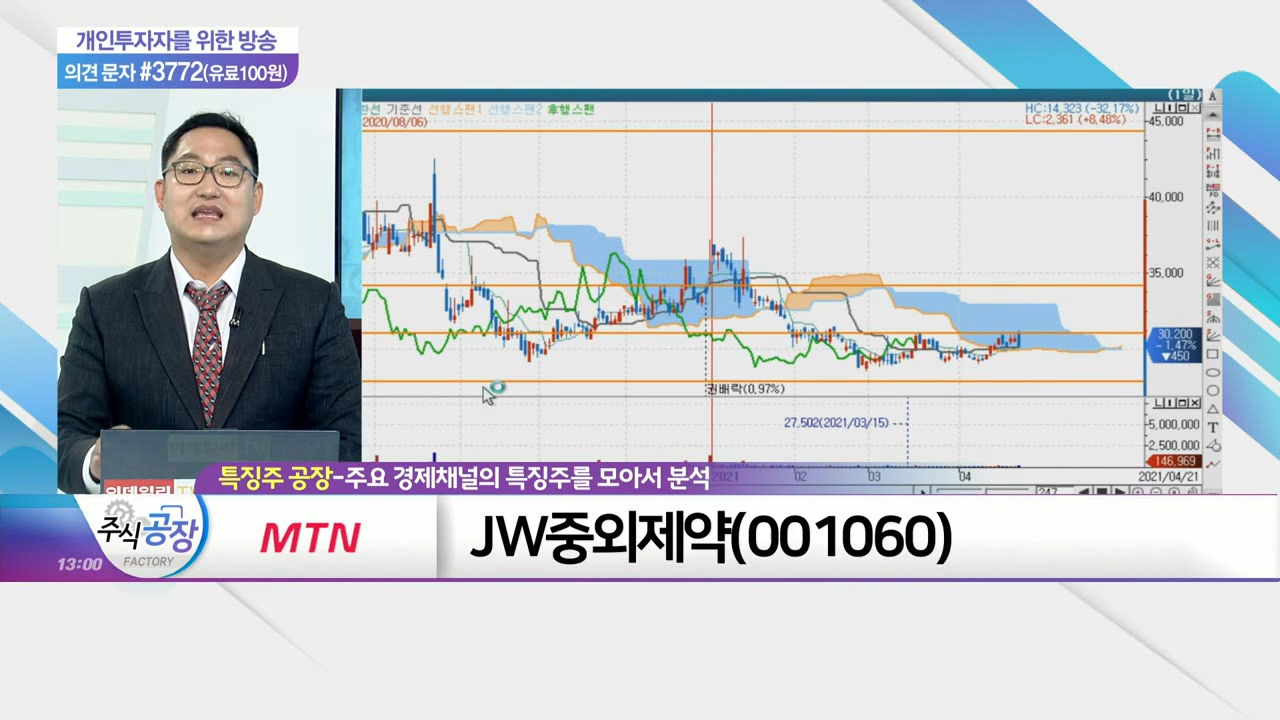 개인투자자를 위한 방송
의견 문자 #3772(유료100원)
(1일)
기준선 선행스팬1 선행스팬2 후행스팬
2020/08/06)
HC:14,323 (-32,17%)
LC:2,361 (+8,48%)
45,000
40,000
35,000
30,200
-1,47%
▼450
권배락(0,97%)
27,502(2021/03/15)
5,000,000
2,500,000
146,969
2021
02
03
04
2021/04/21
247
특징주 공장-주요 경제채널의 특징주를 모아서 분석
주식공장
FACTORY
13:00
MTN
JW중외제약(001060)